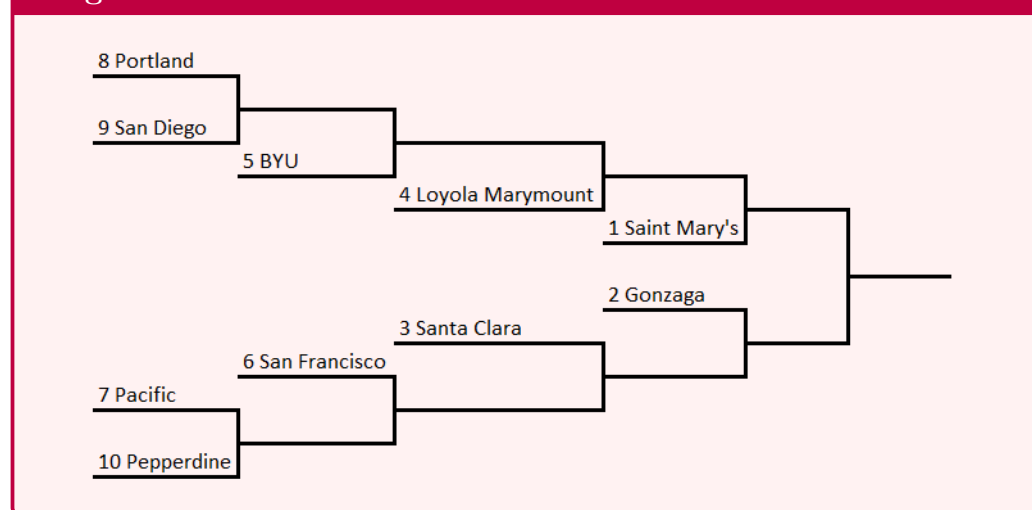 8 Portland
9 San Diego
5 BYU
4 Loyola Marymount
1 Saint Mary's
2 Gonzaga
3 Santa Clara
6 San Francisco
7 Pacific
10 Pepperdine